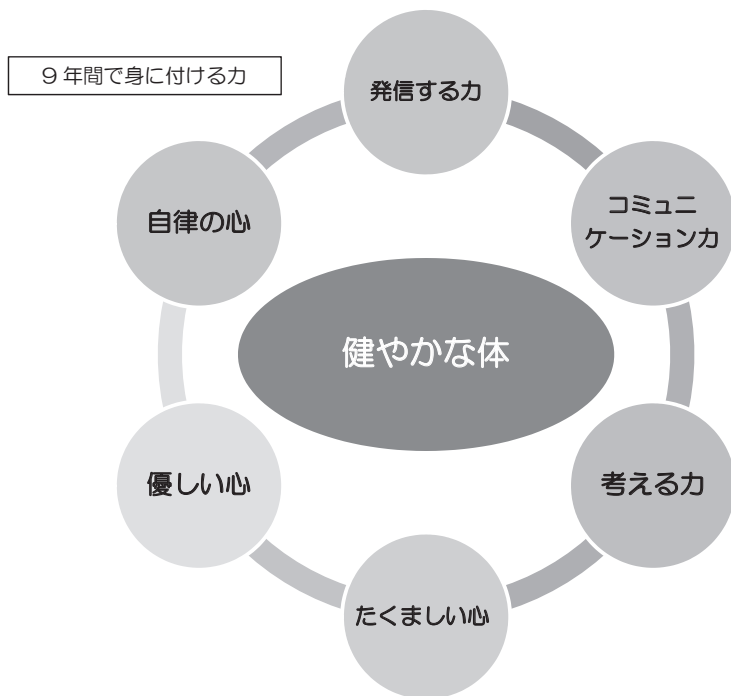 9年間で身に付ける力
発信する力
コミュニ
ケーション力
考える力
たくましい心
優しい心
自律の心
健やかな体